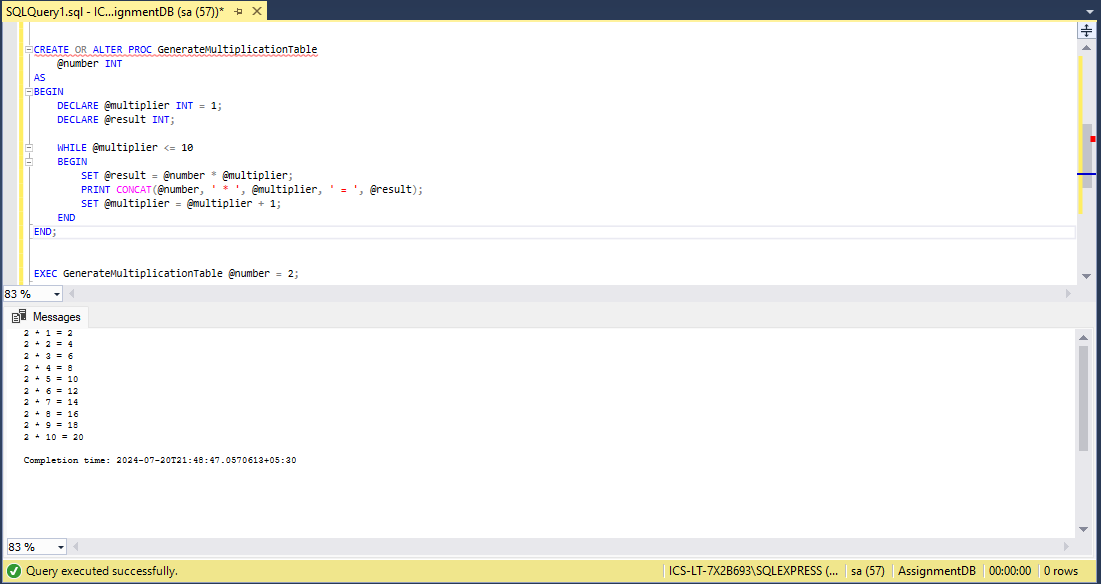 SQLQuery1.sql - IC...ignmentDB (sa (57))*
CREATE OR ALTER PROC GenerateMultiplicationTable
@number INT
AS
BEGIN
DECLARE @multiplier INT = 1;
DECLARE @result INT;
WHILE @multiplier <= 10
BEGIN
SET @result = @number * @multiplier;
PRINT CONCAT(@number, ' * ', @multiplier, ' = ', @result);
SET @multiplier = @multiplier + 1;
END
END;
EXEC GenerateMultiplicationTable @number = 2;
83 %
Messages
2 * 1 = 2
2 * 2 = 4
2 * 3 = 6
2 * 4 = 8
2 * 5 = 10
2 * 6 = 12
2 * 7 = 14
2 * 8 = 16
2 * 9 = 18
2 * 10 = 20
Completion time: 2024-07-20T21:48:47.0570613+05:30
83 %
Query executed successfully.
ICS-LT-7X2B693\SQLEXPRESS (... sa (57) AssignmentDB 00:00:00 0 rows